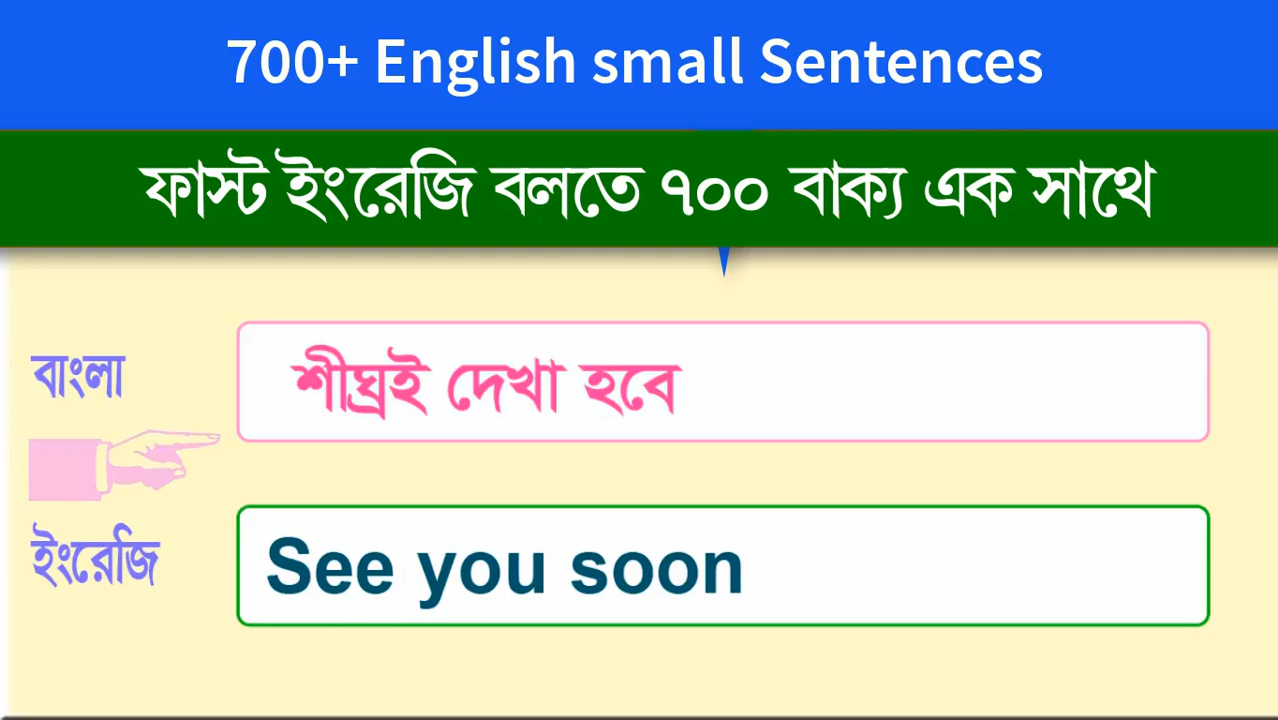 700+ English small Sentences
ফাস্ট ইংরেজি বলতে ৭০০ বাক্য এক সাথে
বাংলা
শীঘ্রই দেখা হবে
ইংরেজি
See you soon